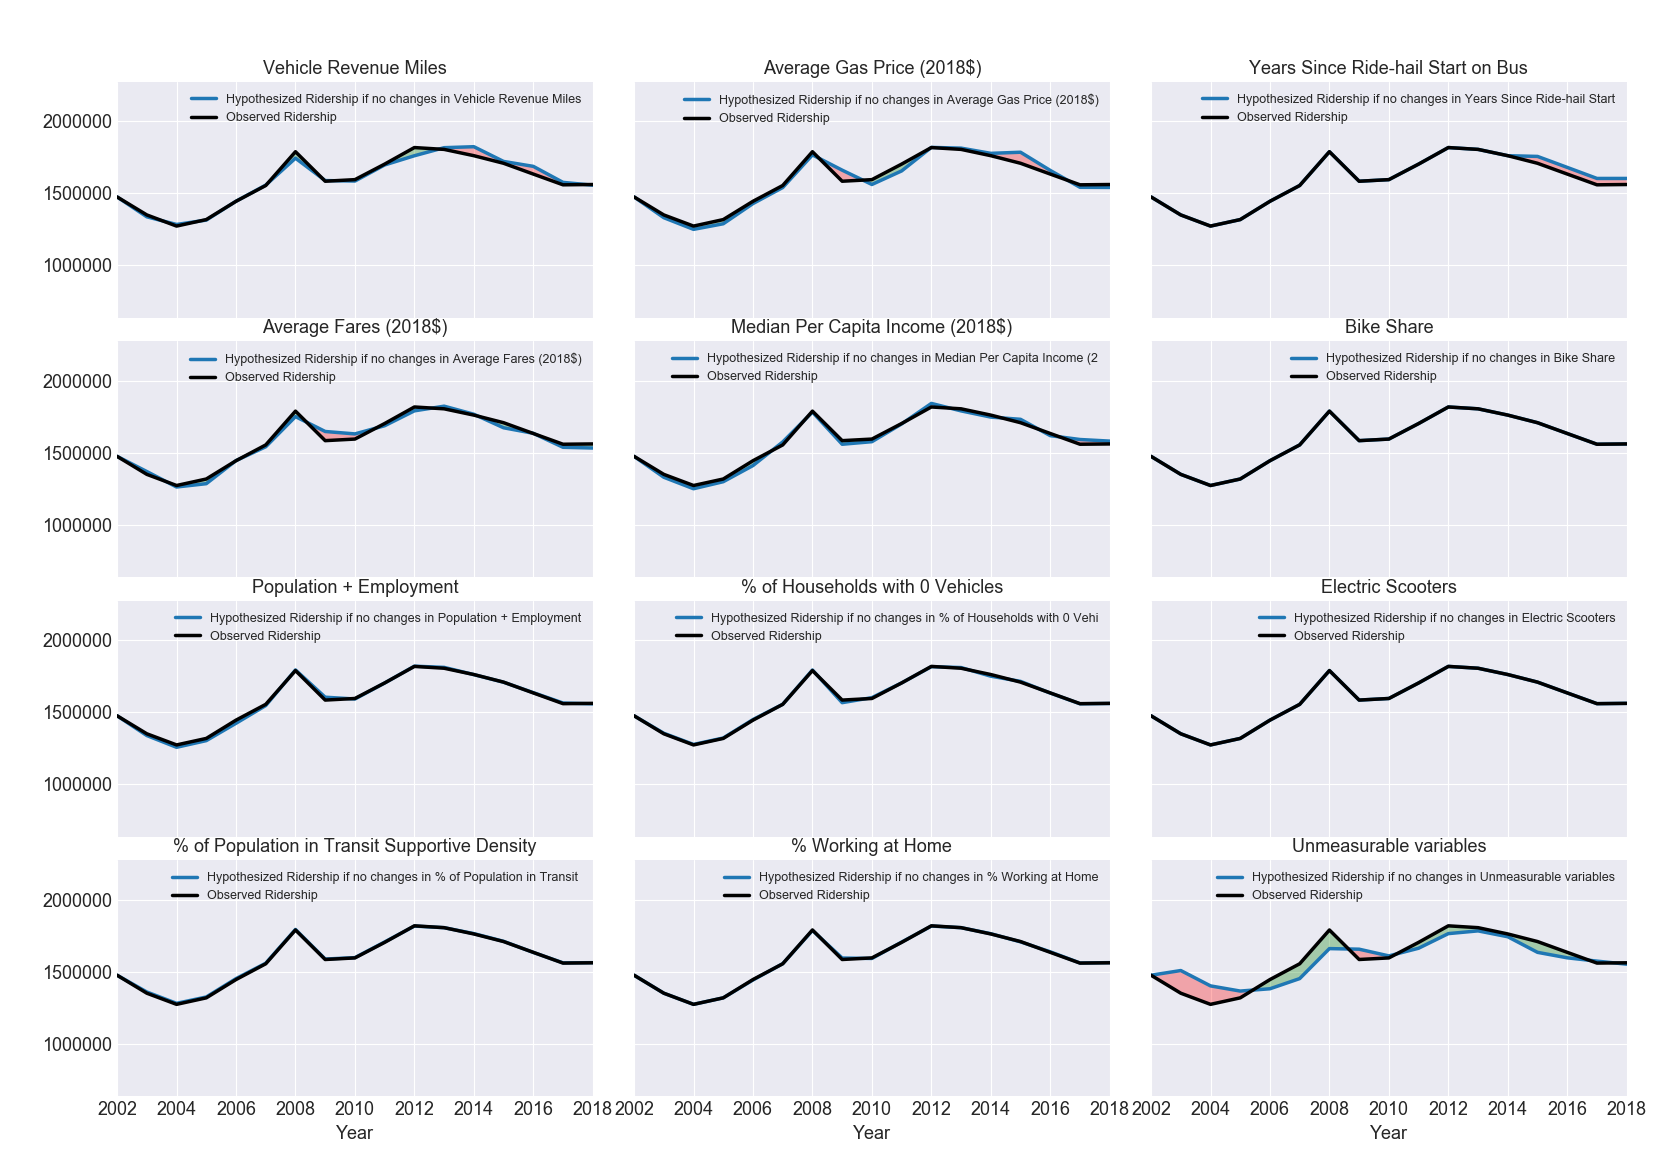 Vehicle Revenue Miles
Hypothesized Ridership if no changes in Vehicle Revenue Miles
Observed Ridership
2000000
1500000
1000000
Average Gas Price (2018$)
Hypothesized Ridership if no changes in Average Gas Price (2018$)
Observed Ridership
Years Since Ride-hail Start on Bus
Hypothesized Ridership if no changes in Years Since Ride-hail Start
Observed Ridership
Average Fares (2018$)
Hypothesized Ridership if no changes in Average Fares (2018$)
Observed Ridership
2000000
1500000
1000000
Median Per Capita Income (2018$)
Hypothesized Ridership if no changes in Median Per Capita Income (2
Observed Ridership
Bike Share
Hypothesized Ridership if no changes in Bike Share
Observed Ridership
Population + Employment
Hypothesized Ridership if no changes in Population + Employment
Observed Ridership
2000000
1500000
1000000
% of Households with 0 Vehicles
Hypothesized Ridership if no changes in % of Households with 0 Vehi
Observed Ridership
Electric Scooters
Hypothesized Ridership if no changes in Electric Scooters
Observed Ridership
% of Population in Transit Supportive Density
Hypothesized Ridership if no changes in % of Population in Transit
Observed Ridership
2000000
1500000
1000000
2002 2004 2006 2008 2010 2012 2014 2016 2018
Year
% Working at Home
Hypothesized Ridership if no changes in % Working at Home
Observed Ridership
2002 2004 2006 2008 2010 2012 2014 2016 2018
Year
Unmeasurable variables
Hypothesized Ridership if no changes in Unmeasurable variables
Observed Ridership
2002 2004 2006 2008 2010 2012 2014 2016 2018
Year